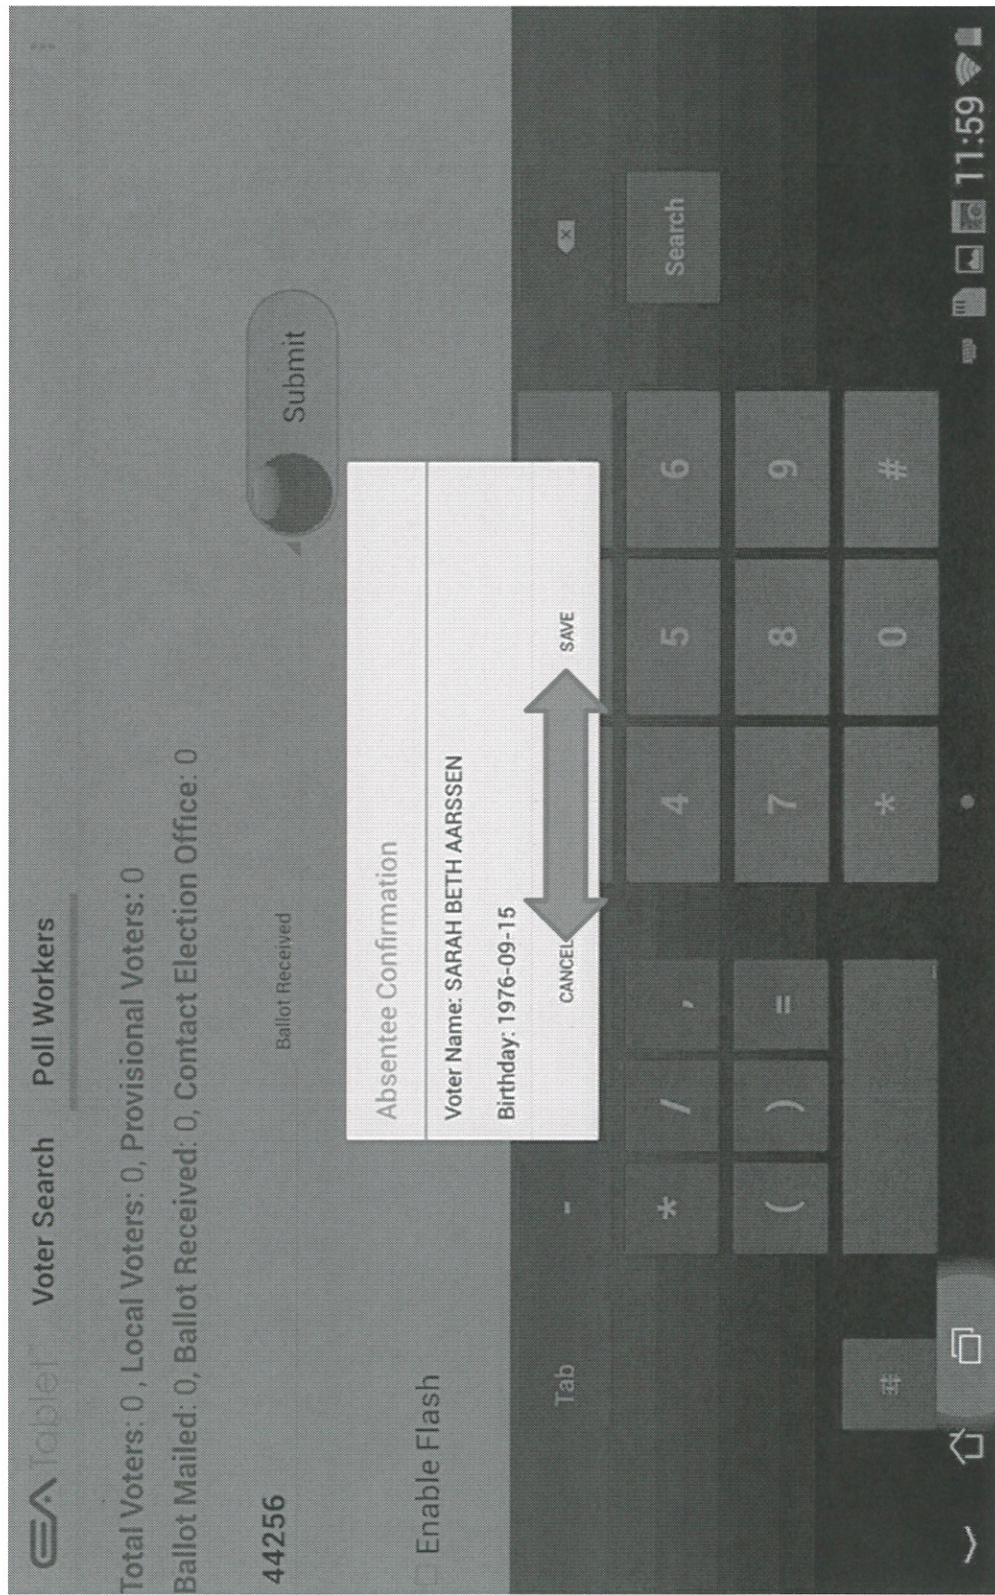 EA Tablet Voter Search Poll Workers
Total Voters: 0 , Local Voters: 0, Provisional Voters: 0
Ballot Mailed: 0, Ballot Received: 0, Contact Election Office: 0
44256 Ballot Received Submit
Absentee Confirmation
Enable Flash
Voter Name: SARAH BETH AARSSEN
Birthday: 1976-09-15
CANCEL SAVE
Tab -
* / , 4 5 6 Search
( ) = 7 8 9
* 0 #
11:59